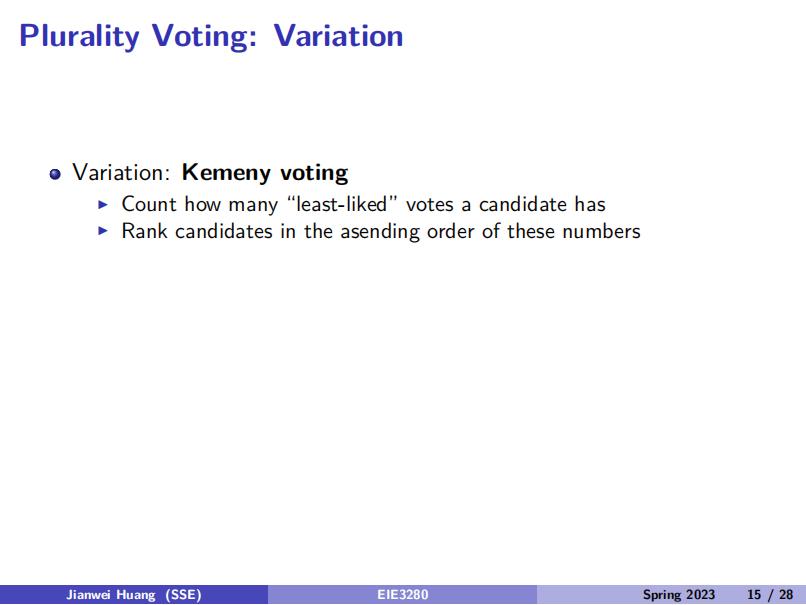 Plurality Voting: Variation
Variation: Kemeny voting
Count how many “least-liked” votes a candidate has
Rank candidates in the asending order of these numbers
Jianwei Huang (SSE) EIE3280 Spring 2023 15 / 28